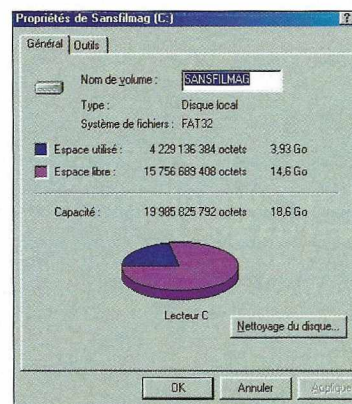 Propriétés de Sansfilmag (C:)
Général Outils
Nom de volume : SANSFILMAG
Type : Disque local
Système de fichiers : FAT32
Espace utilisé : 4 229 136 384 octets 3,93 Go
Espace libre : 15 756 689 408 octets 14,6 Go
Capacité : 19 985 825 792 octets 18,6 Go
Lecteur C
Nettoyage du disque...
OK Annuler Applique